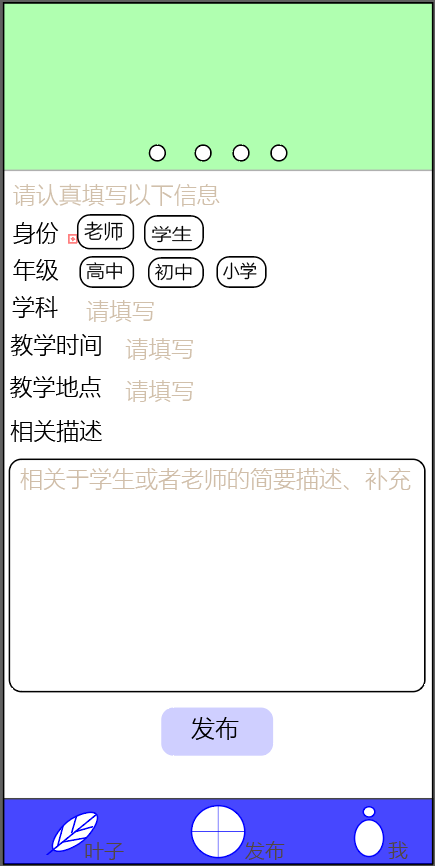 请认真填写以下信息
身份 老师 学生
年级 高中 初中 小学
学科 请填写
教学时间 请填写
教学地点 请填写
相关描述
相关于学生或者老师的简要描述、补充
发布
叶子 发布 我